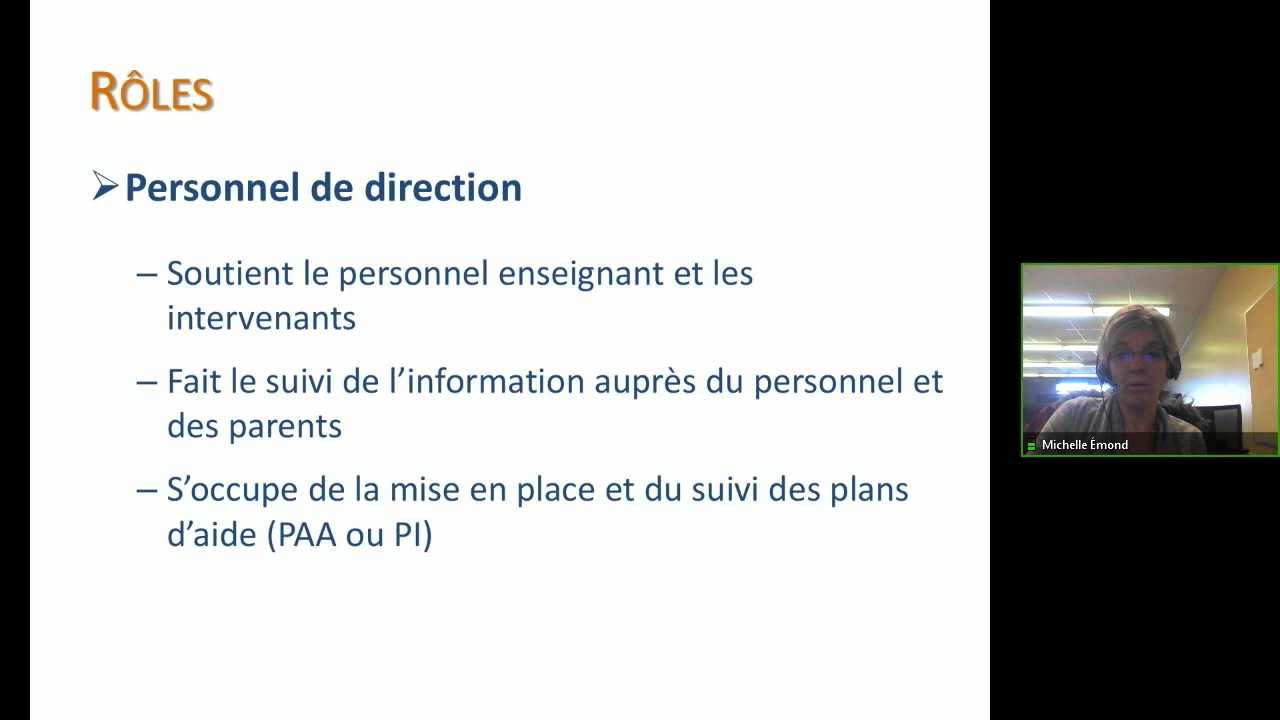 RÔLES
➢ Personnel de direction
– Soutient le personnel enseignant et les
intervenants
– Fait le suivi de l’information auprès du personnel et
des parents
– S’occupe de la mise en place et du suivi des plans
d’aide (PAA ou PI)
Michelle Émond